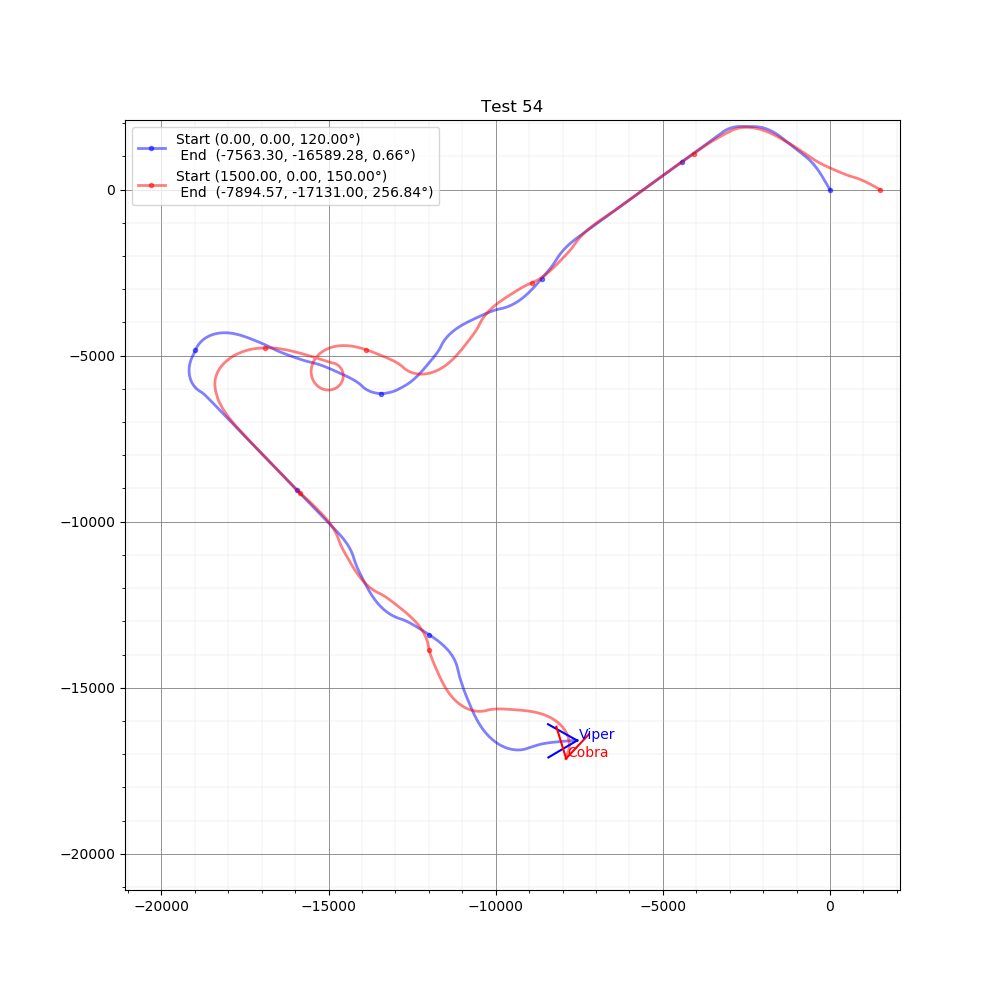 Test 54
Start (0.00, 0.00, 120.00°)
End  (-7563.30, -16589.28, 0.66°)
Start (1500.00, 0.00, 150.00°)
End  (-7894.57, -17131.00, 256.84°)
0
−5000
−10000
−15000
−20000
Viper
Cobra
−20000
−15000
−10000
−5000
0